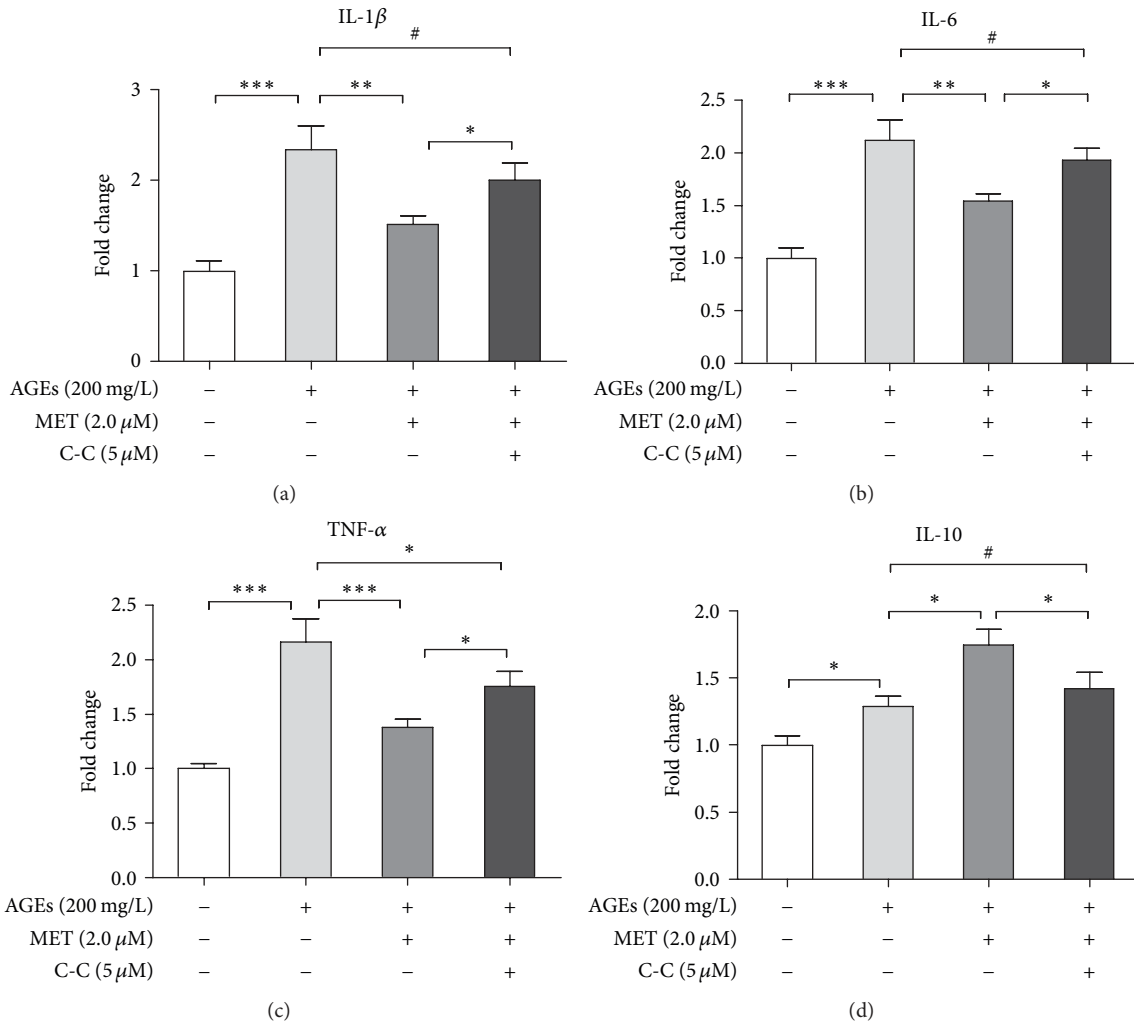 IL-1β
#
*** **
*
3
2
1
0
Fold change
AGEs (200 mg/L) − + + +
MET (2.0 μM) − − + +
C-C (5 μM) − − − +
(a)
IL-6
#
*** ** *
2.5
2.0
1.5
1.0
0.5
0.0
Fold change
AGEs (200 mg/L) − + + +
MET (2.0 μM) − − + +
C-C (5 μM) − − − +
(b)
TNF-α
*
*** ***
*
2.5
2.0
1.5
1.0
0.5
0.0
Fold change
AGEs (200 mg/L) − + + +
MET (2.0 μM) − − + +
C-C (5 μM) − − − +
(c)
IL-10
#
* *
*
2.0
1.5
1.0
0.5
0.0
Fold change
AGEs (200 mg/L) − + + +
MET (2.0 μM) − − + +
C-C (5 μM) − − − +
(d)